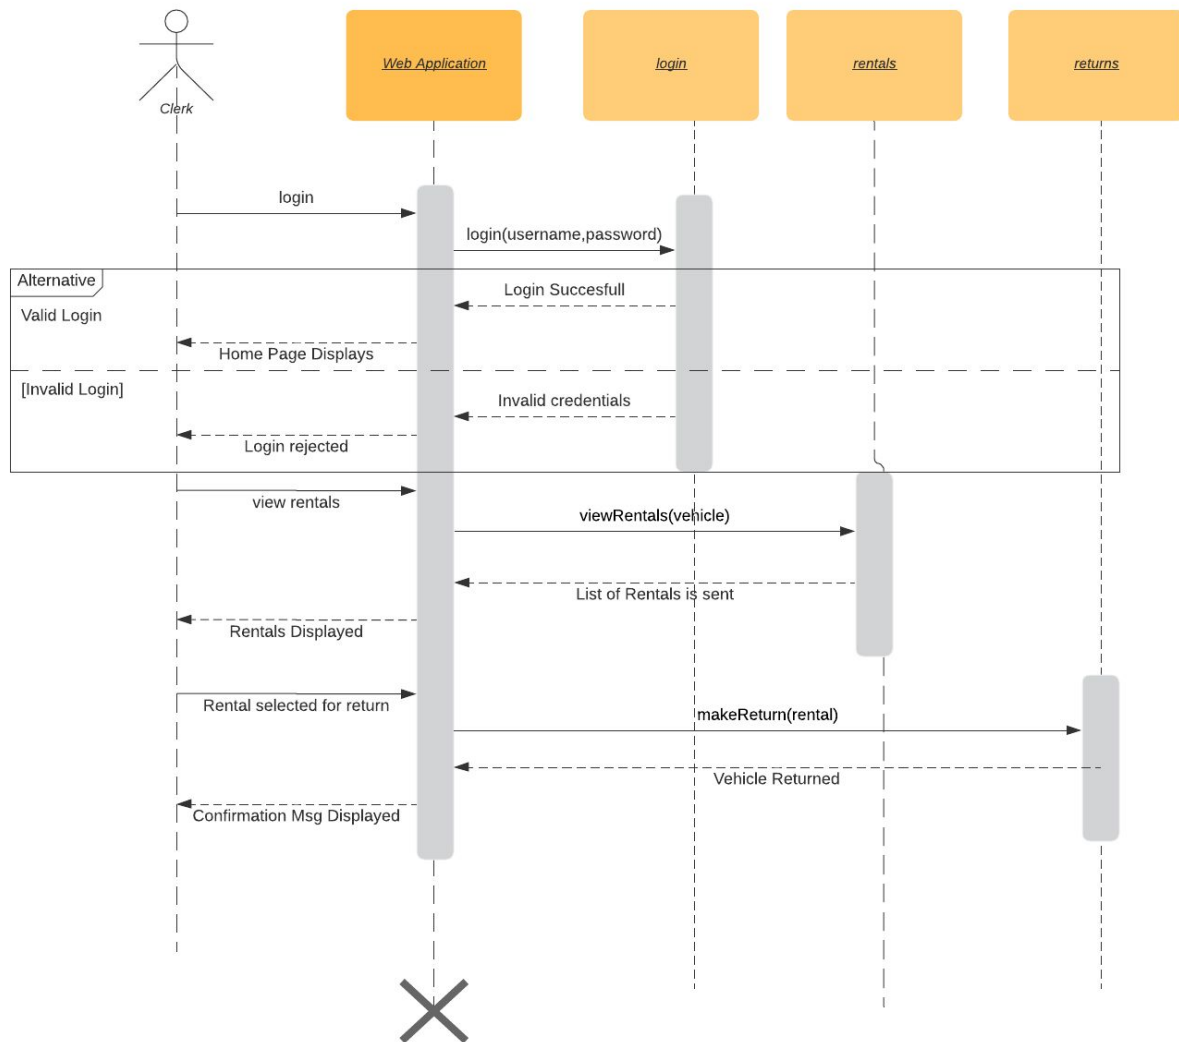 Clerk
Web Application
login
rentals
returns
login
login(username,password)
Alternative
Login Succesfull
Valid Login
Home Page Displays
[Invalid Login]
Invalid credentials
Login rejected
view rentals
viewRentals(vehicle)
List of Rentals is sent
Rentals Displayed
Rental selected for return
makeReturn(rental)
Vehicle Returned
Confirmation Msg Displayed